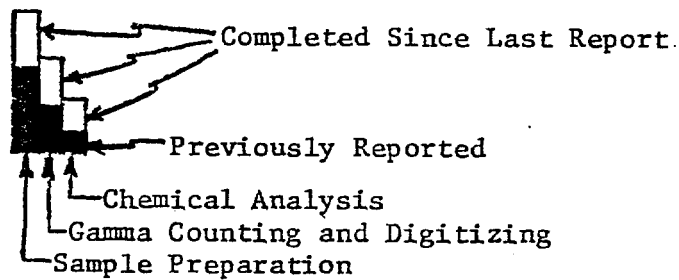 Completed Since Last Report
Previously Reported
Chemical Analysis
Gamma Counting and Digitizing
Sample Preparation